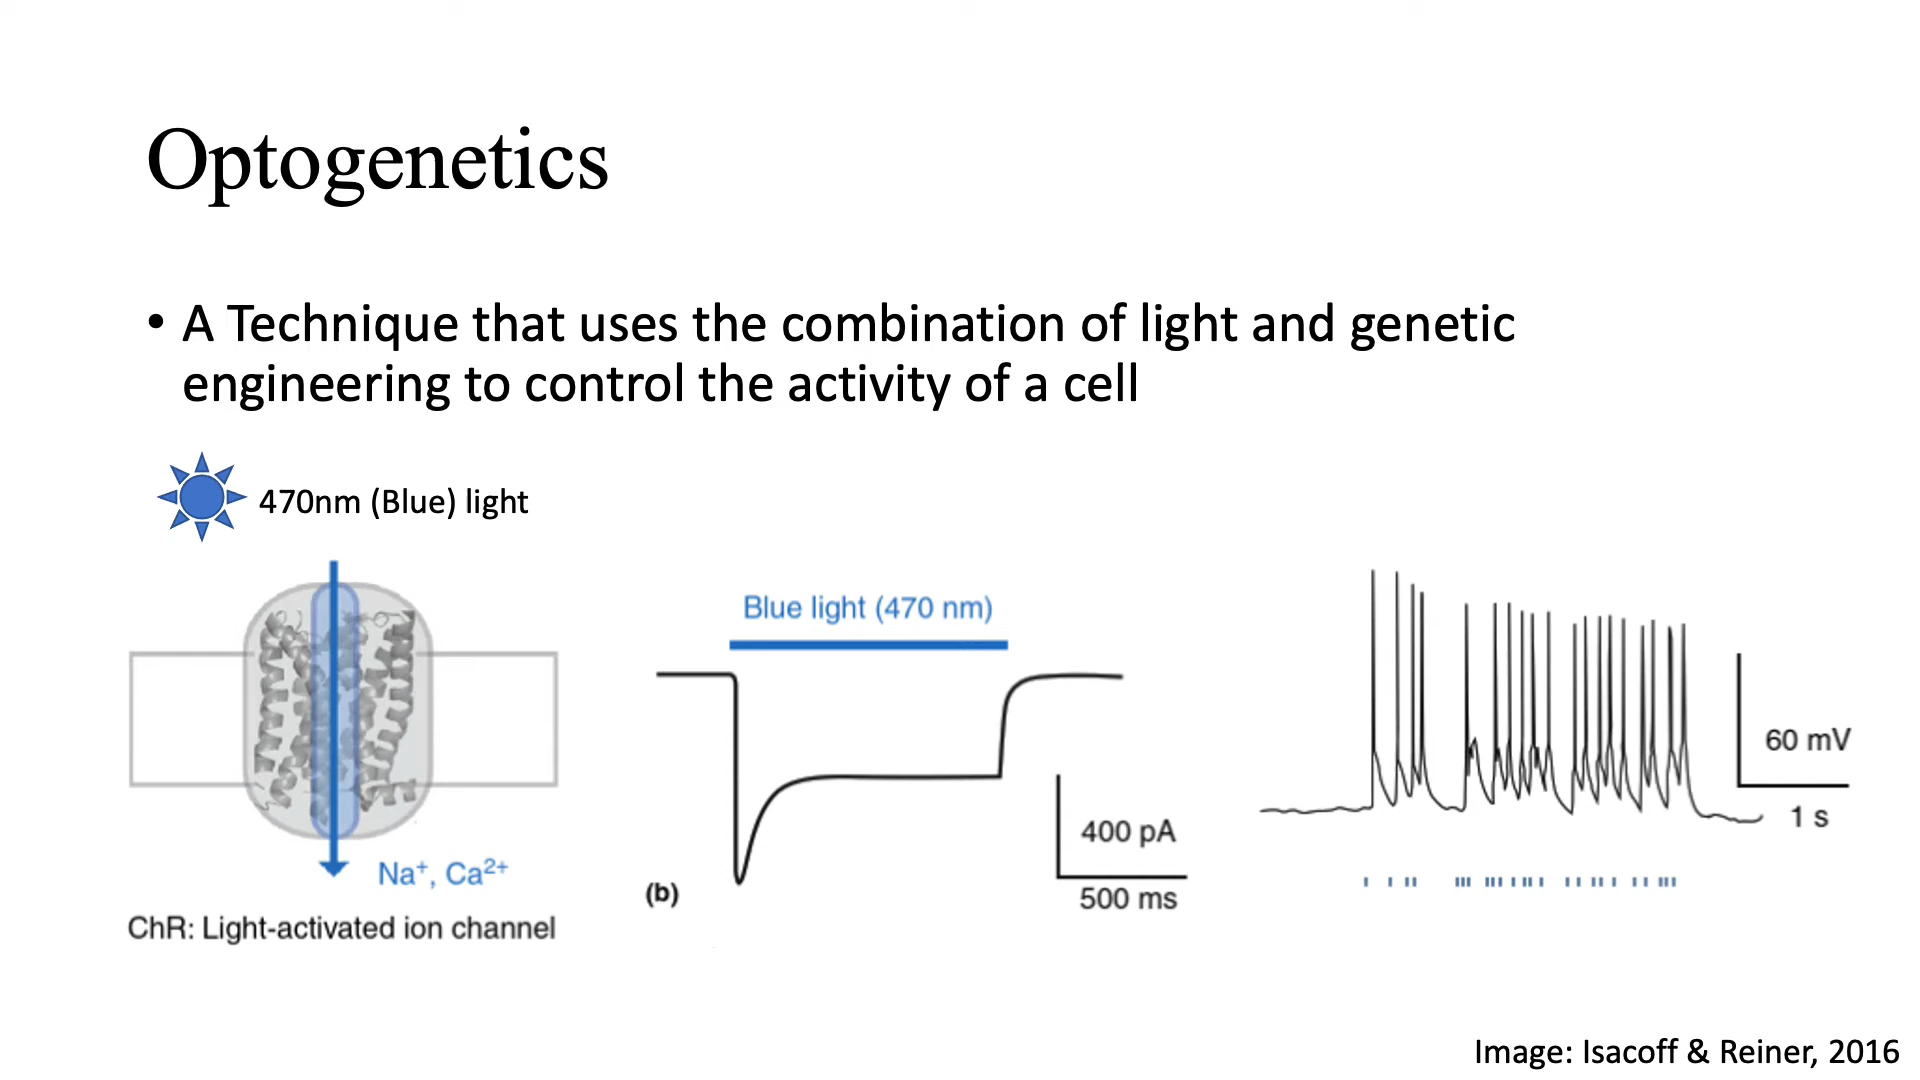 Optogenetics
• A Technique that uses the combination of light and genetic
engineering to control the activity of a cell
470nm (Blue) light
Na⁺, Ca²⁺
ChR: Light-activated ion channel
Blue light (470 nm)
(b)
400 pA
500 ms
60 mV
1 s
Image: Isacoff & Reiner, 2016